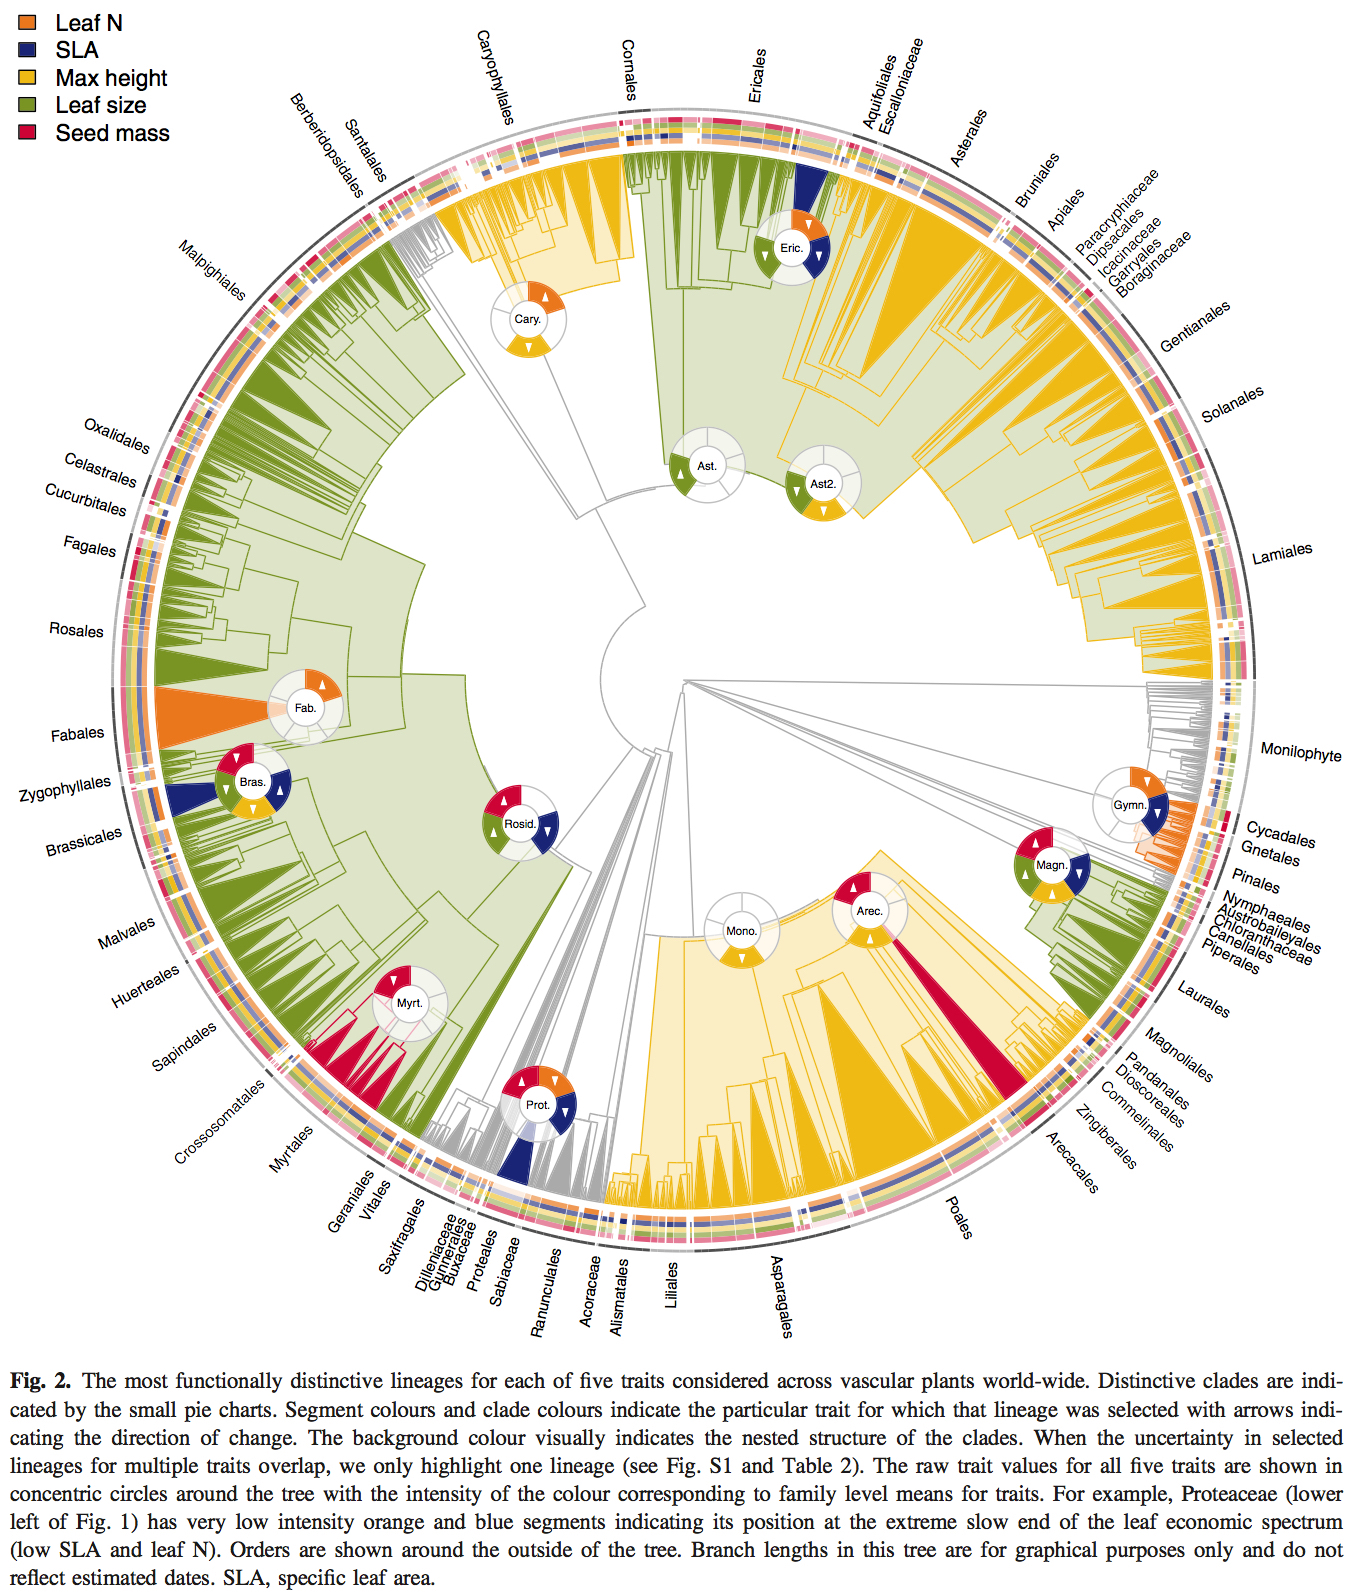 Leaf N
SLA
Max height
Leaf size
Seed mass
Berberidopsidales
Santalales
Caryophyllales
Cornales
Ericales
Aquifoliales
Escalloniaceae
Asterales
Bruniales
Apiales
Paracryphiaceae
Dipsacales
Icacinaceae
Garryales
Boraginaceae
Gentianales
Solanales
Lamiales
Monilophyte
Cycadales
Gnetales
Pinales
Nymphaeales
Austrobaileyales
Chloranthaceae
Canellales
Piperales
Laurales
Magnoliales
Pandanales
Dioscoreales
Commelinales
Zingiberales
Arecacales
Poales
Asparagales
Liliales
Alismatales
Acoraceae
Ranunculales
Sabiaceae
Proteales
Buxaceae
Gunnerales
Dilleniaceae
Saxifragales
Vitales
Geraniales
Myrtales
Crossosomatales
Sapindales
Huerteales
Malvales
Brassicales
Zygophyllales
Fabales
Rosales
Fagales
Cucurbitales
Celastrales
Oxalidales
Malpighiales
Eric.
Cary.
Ast.
Ast2.
Fab.
Bras.
Rosid.
Gymn.
Magn.
Arec.
Mono.
Myrt.
Prot.
Fig. 2. The most functionally distinctive lineages for each of five traits considered across vascular plants world-wide. Distinctive clades are indi-
cated by the small pie charts. Segment colours and clade colours indicate the particular trait for which that lineage was selected with arrows indi-
cating the direction of change. The background colour visually indicates the nested structure of the clades. When the uncertainty in selected
lineages for multiple traits overlap, we only highlight one lineage (see Fig. S1 and Table 2). The raw trait values for all five traits are shown in
concentric circles around the tree with the intensity of the colour corresponding to family level means for traits. For example, Proteaceae (lower
left of Fig. 1) has very low intensity orange and blue segments indicating its position at the extreme slow end of the leaf economic spectrum
(low SLA and leaf N). Orders are shown around the outside of the tree. Branch lengths in this tree are for graphical purposes only and do not
reflect estimated dates. SLA, specific leaf area.